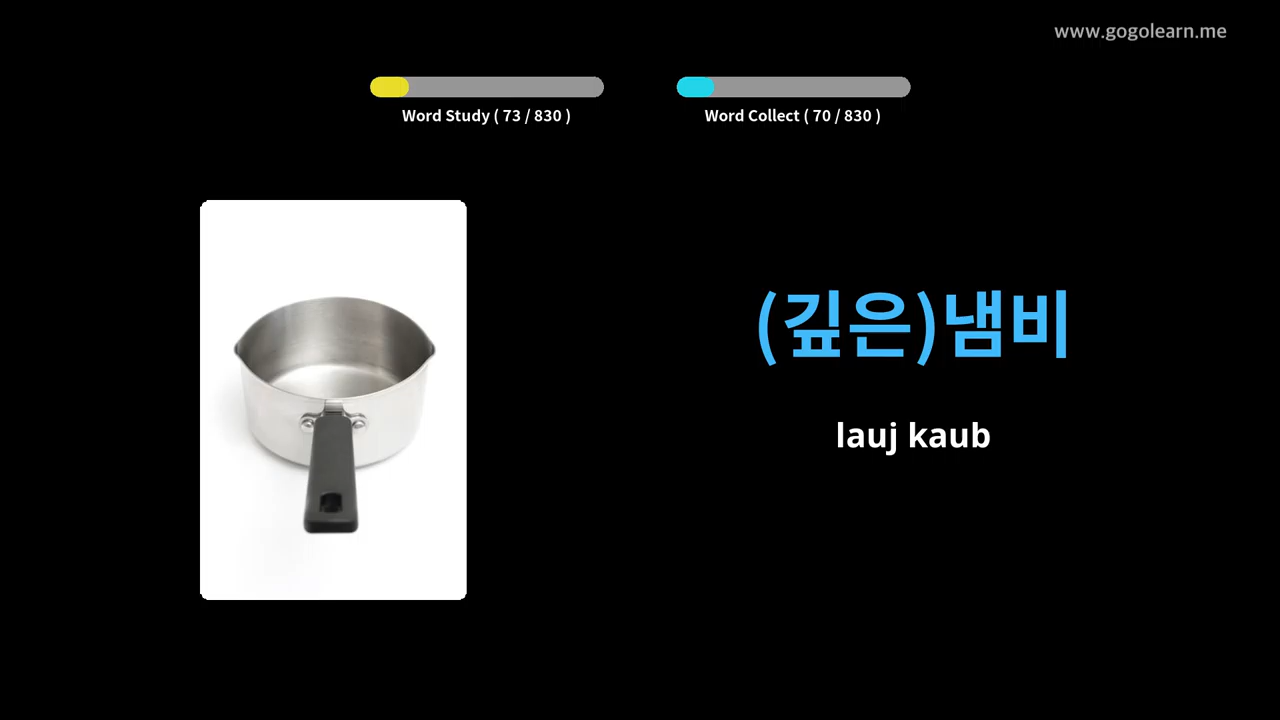 www.gogolearn.me
Word Study ( 73 / 830 )
Word Collect ( 70 / 830 )
(깊은)냄비
lauj kaub